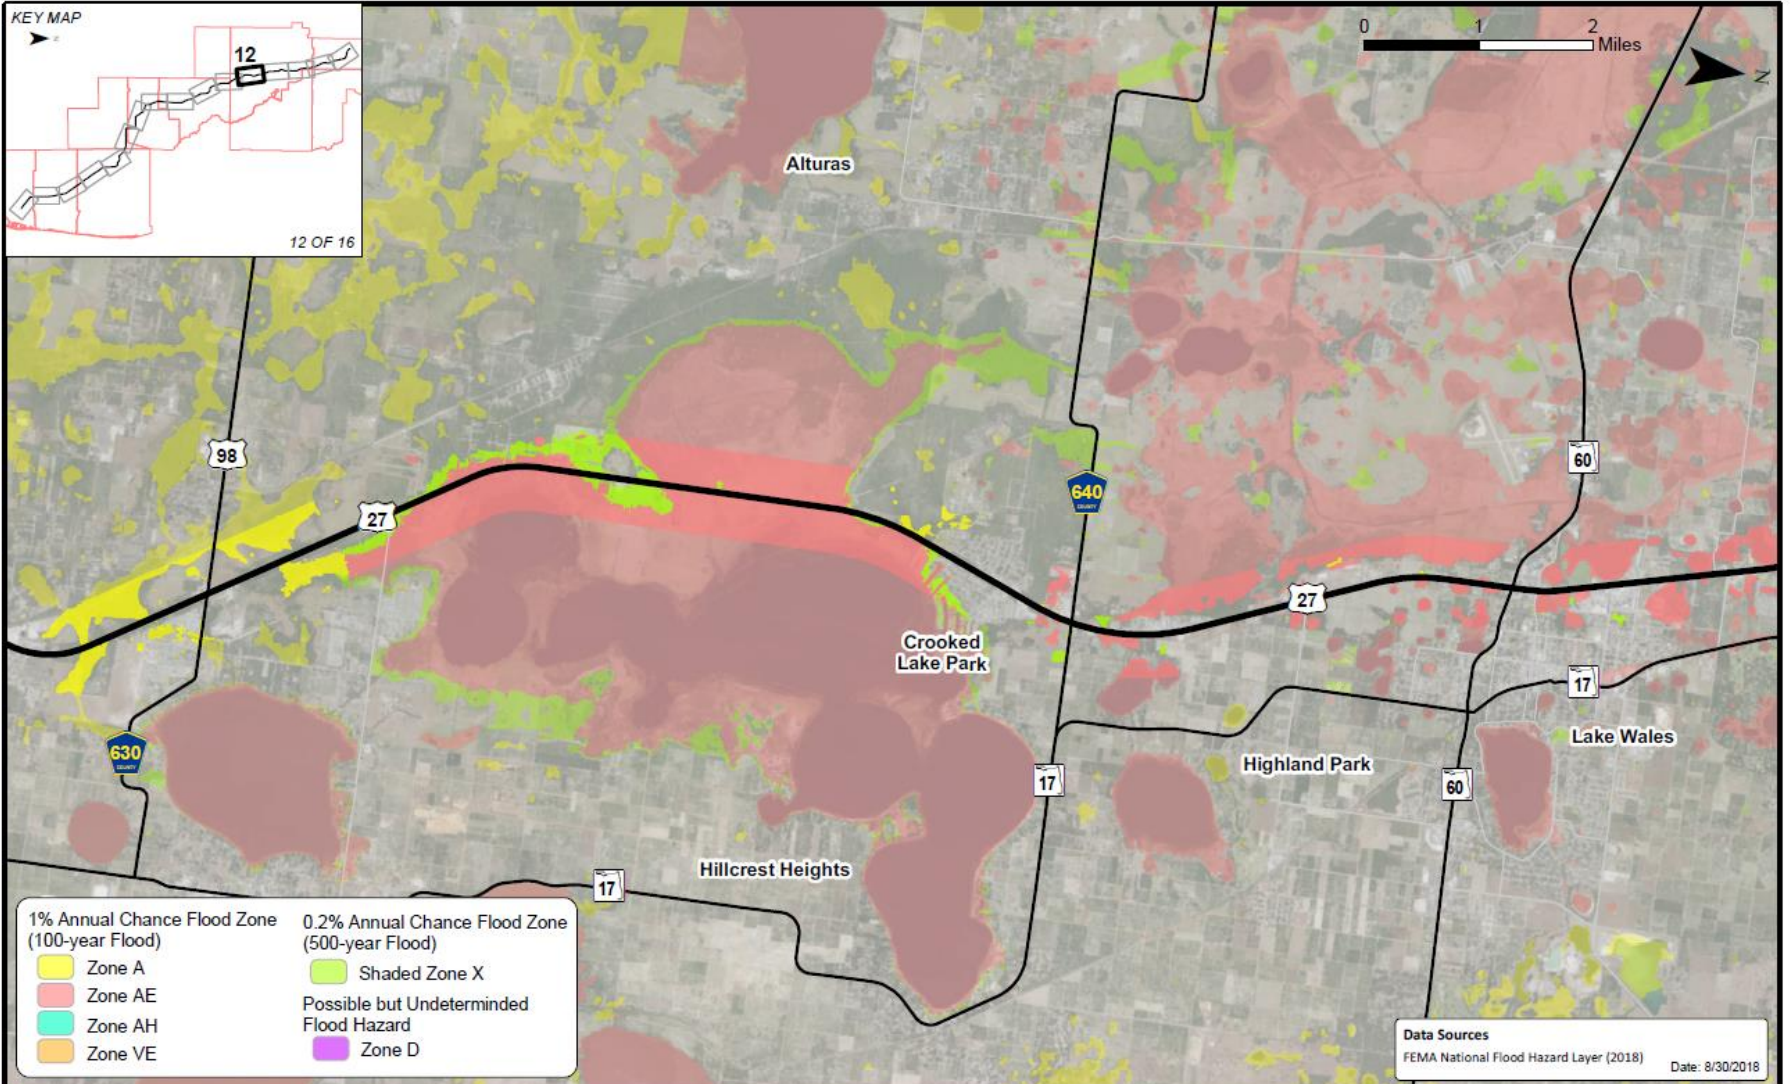 KEY MAP
N
12
12 OF 16
0 1 2
Miles
N
Alturas
98
27
640
COUNTY
60
27
Crooked
Lake Park
17
Lake Wales
630
COUNTY
Highland Park
17
60
Hillcrest Heights
17
1% Annual Chance Flood Zone
(100-year Flood)
Zone A
Zone AE
Zone AH
Zone VE
0.2% Annual Chance Flood Zone
(500-year Flood)
Shaded Zone X
Possible but Undeterminded
Flood Hazard
Zone D
Data Sources
FEMA National Flood Hazard Layer (2018)
Date: 8/30/2018